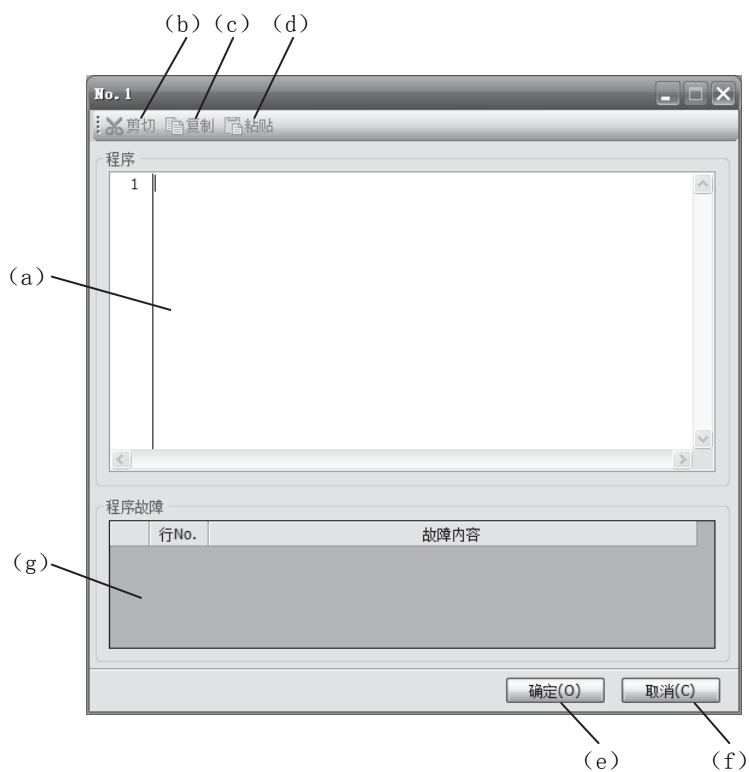 (b) (c) (d)
No.1
剪切 复制 粘贴
程序
1
(a)
程序故障
行No. 故障内容
(g)
确定(O) 取消(C)
(e) (f)